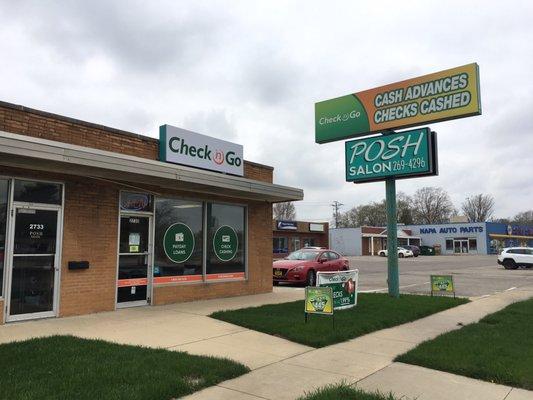 Check n Go
CASH ADVANCES
CHECKS CASHED
Check n Go
POSH
SALON 269-4296
NAPA AUTO PARTS
2733
POSH
PAYDAY
LOANS
CHECK
CASHING